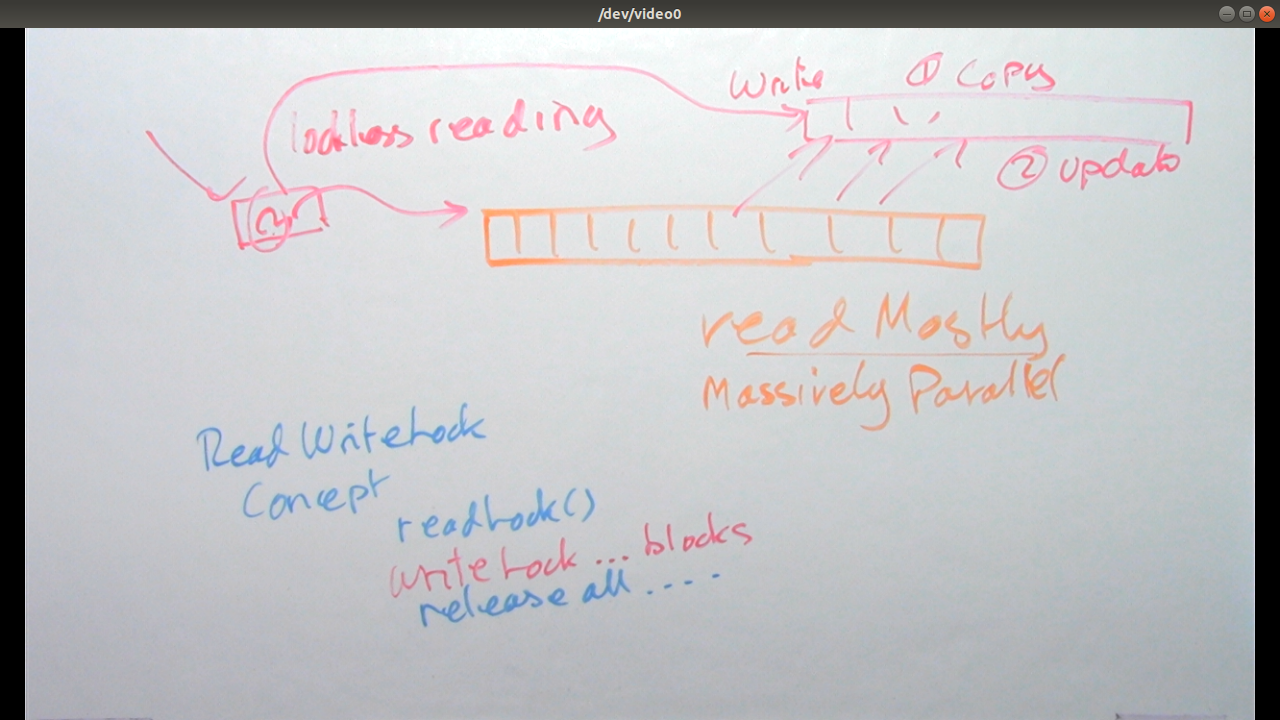 /dev/video0
Write ① Copy
lockless reading
② update
read Mostly
Massively Parallel
Read WriteLock
Concept
readLock()
writeLock ... blocks
release all ....